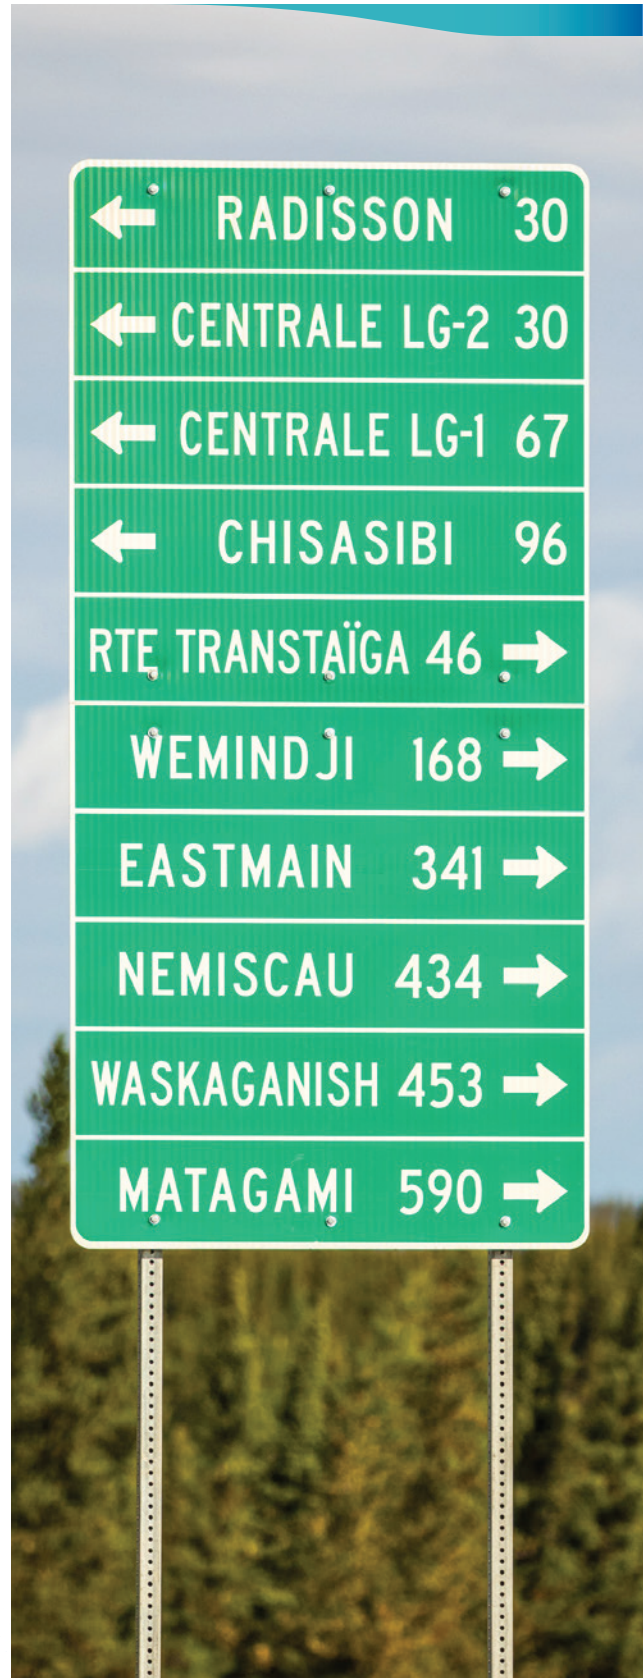 ← RADISSON 30
← CENTRALE LG-2 30
← CENTRALE LG-1 67
← CHISASIBI 96
RTE TRANSTAÏGA 46 →
WEMINDJI 168 →
EASTMAIN 341 →
NEMISCAU 434 →
WASKAGANISH 453 →
MATAGAMI 590 →